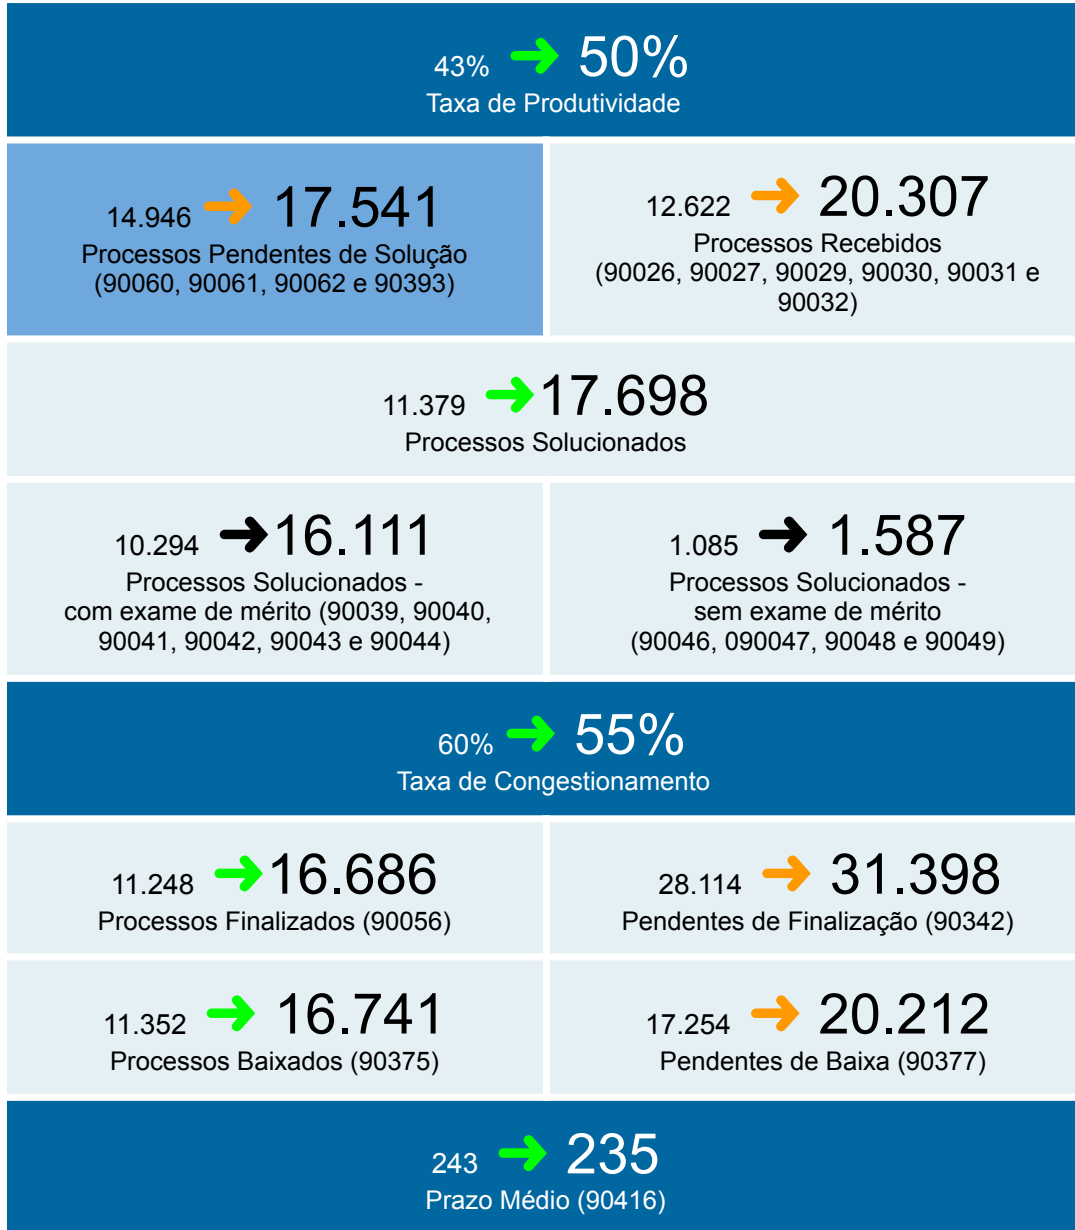 43% 50%
Taxa de Produtividade
14.946 17.541
Processos Pendentes de Solução
(90060, 90061, 90062 e 90393)
12.622 20.307
Processos Recebidos
(90026, 90027, 90029, 90030, 90031 e
90032)
11.379 17.698
Processos Solucionados
10.294 16.111
Processos Solucionados -
com exame de mérito (90039, 90040,
90041, 90042, 90043 e 90044)
1.085 1.587
Processos Solucionados -
sem exame de mérito
(90046, 090047, 90048 e 90049)
60% 55%
Taxa de Congestionamento
11.248 16.686
Processos Finalizados (90056)
28.114 31.398
Pendentes de Finalização (90342)
11.352 16.741
Processos Baixados (90375)
17.254 20.212
Pendentes de Baixa (90377)
243 235
Prazo Médio (90416)